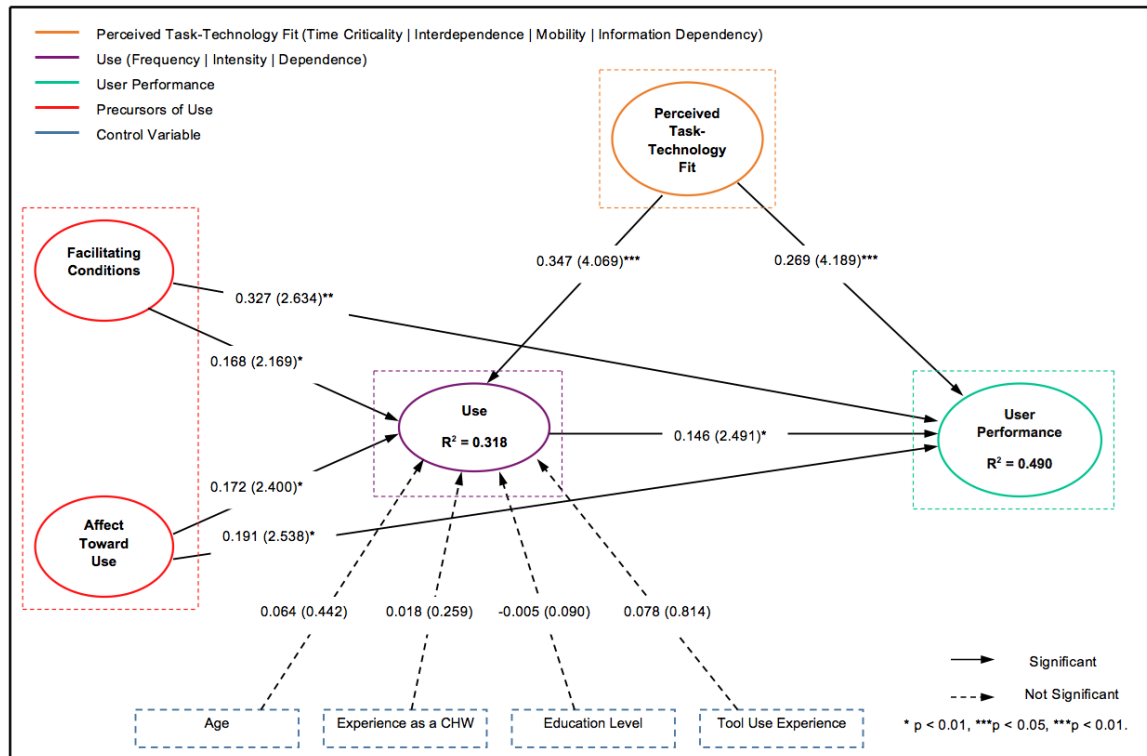 Perceived Task-Technology Fit (Time Criticality | Interdependence | Mobility | Information Dependency)
Use (Frequency | Intensity | Dependence)
User Performance
Precursors of Use
Control Variable
Perceived
Task-
Technology
Fit
Facilitating
Conditions
0.347 (4.069)***
0.269 (4.189)***
0.327 (2.634)**
0.168 (2.169)*
Use
R² = 0.318
0.146 (2.491)*
User
Performance
R² = 0.490
0.172 (2.400)*
Affect
Toward
Use
0.191 (2.538)*
0.064 (0.442)
0.018 (0.259)
-0.005 (0.090)
0.078 (0.814)
Significant
Not Significant
* p < 0.01, ***p < 0.05, ***p < 0.01.
Age
Experience as a CHW
Education Level
Tool Use Experience